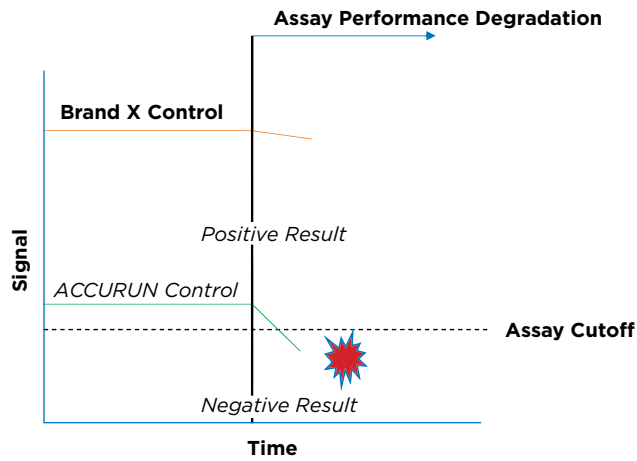 Assay Performance Degradation
Brand X Control
Positive Result
Signal
ACCURUN Control
Assay Cutoff
Negative Result
Time